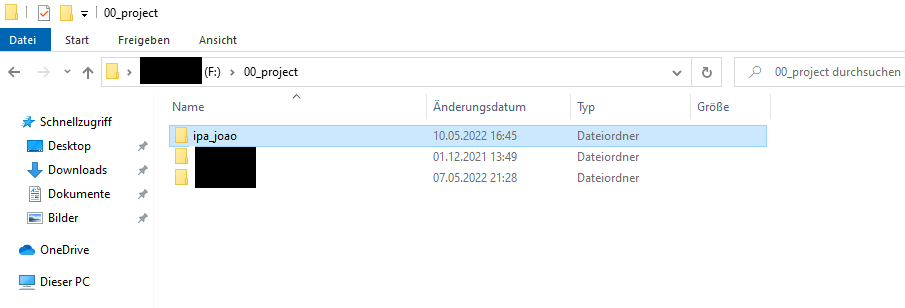 00_project
Datei Start Freigeben Ansicht
(F:) 00_project 00_project durchsuchen
Name Änderungsdatum Typ Größe
Schnellzugriff
Desktop
Downloads
Dokumente
Bilder
OneDrive
Dieser PC
ipa_joao 10.05.2022 16:45 Dateiordner
01.12.2021 13:49 Dateiordner
07.05.2022 21:28 Dateiordner